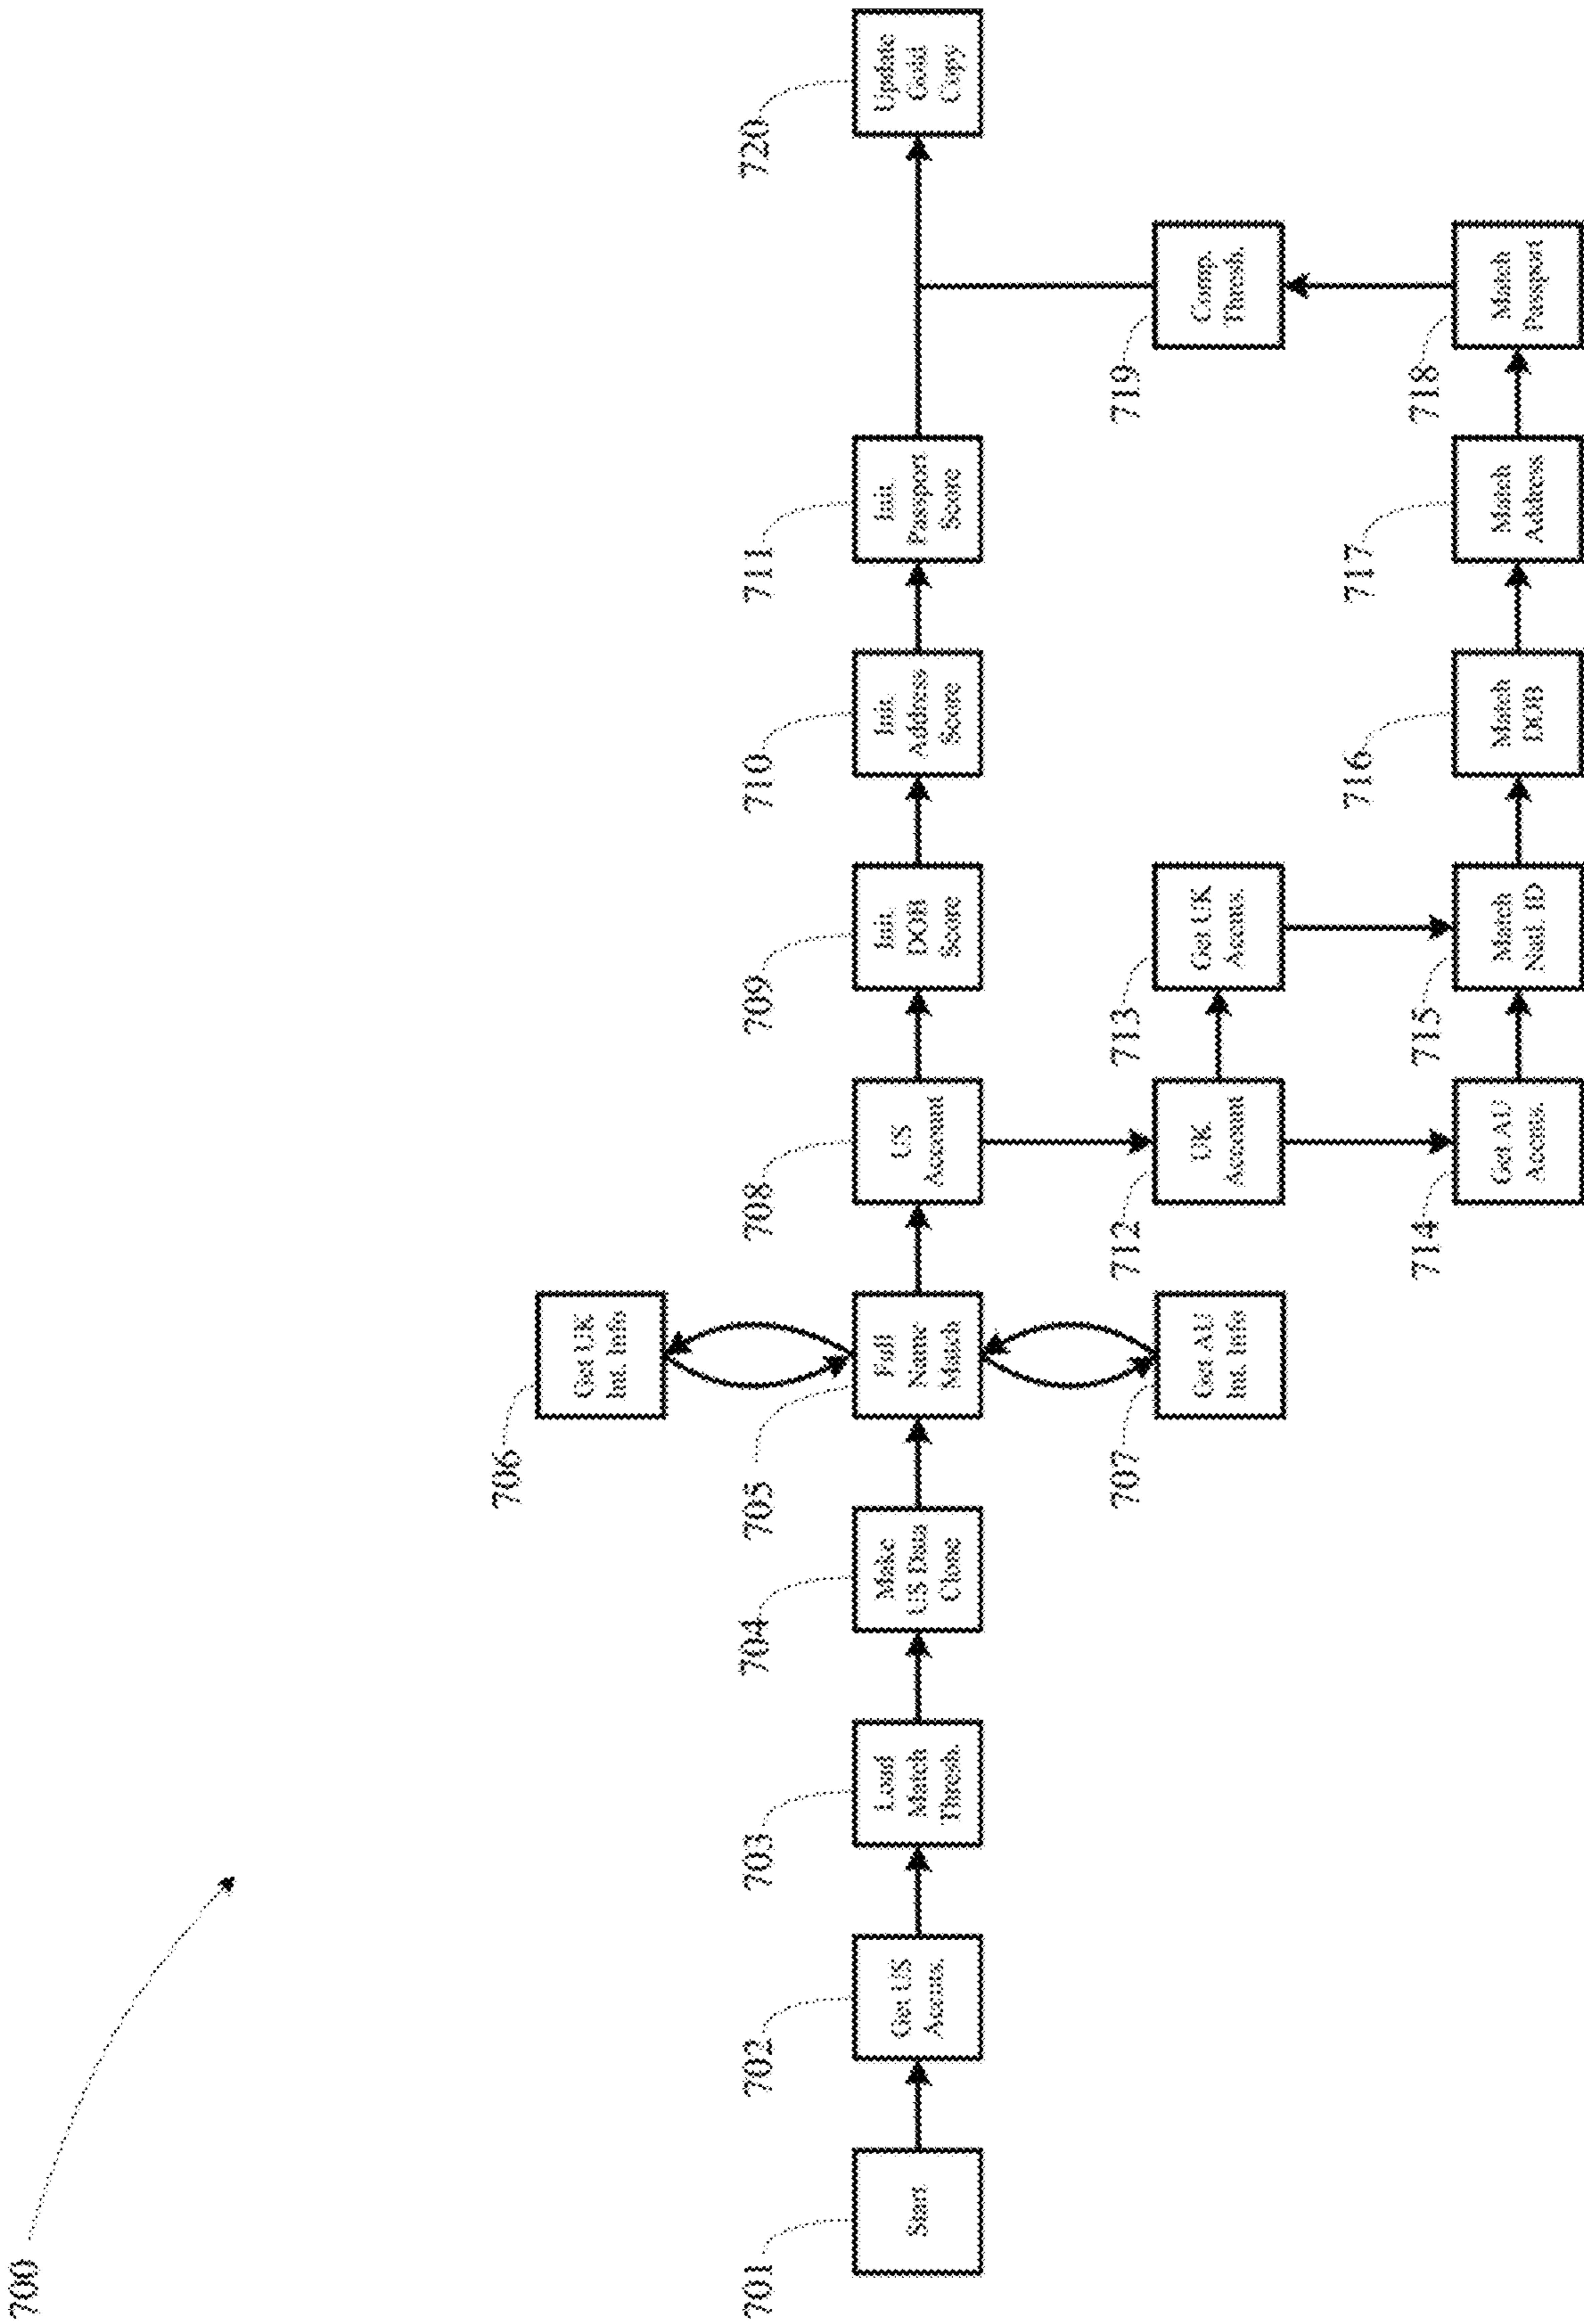 700
701
Start
702
Get US
Accnts.
703
Load
Match
Thresh.
704
Make
US Data
Clone
705
Full
Name
Match
706
Get UK
Int. Info
707
Get AU
Int. Info
708
US
Account
709
Init.
DOB
Score
710
Init.
Address
Score
711
Init.
Passport
Score
712
UK
Account
713
Get UK
Accnts.
714
Get AU
Accnts.
715
Match
Natl. ID
716
Match
DOB
717
Match
Address
718
Match
Passport
719
Comp.
Thresh.
720
Update
Gold
Copy